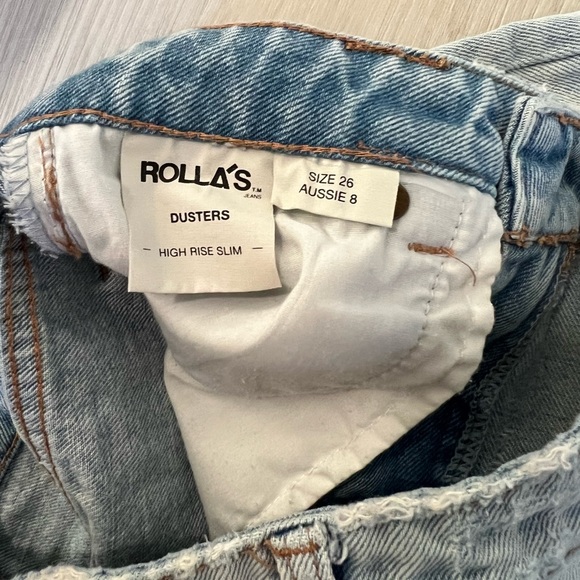 ROLLA'S T.M
JEANS
DUSTERS
— HIGH RISE SLIM —
SIZE 26
AUSSIE 8